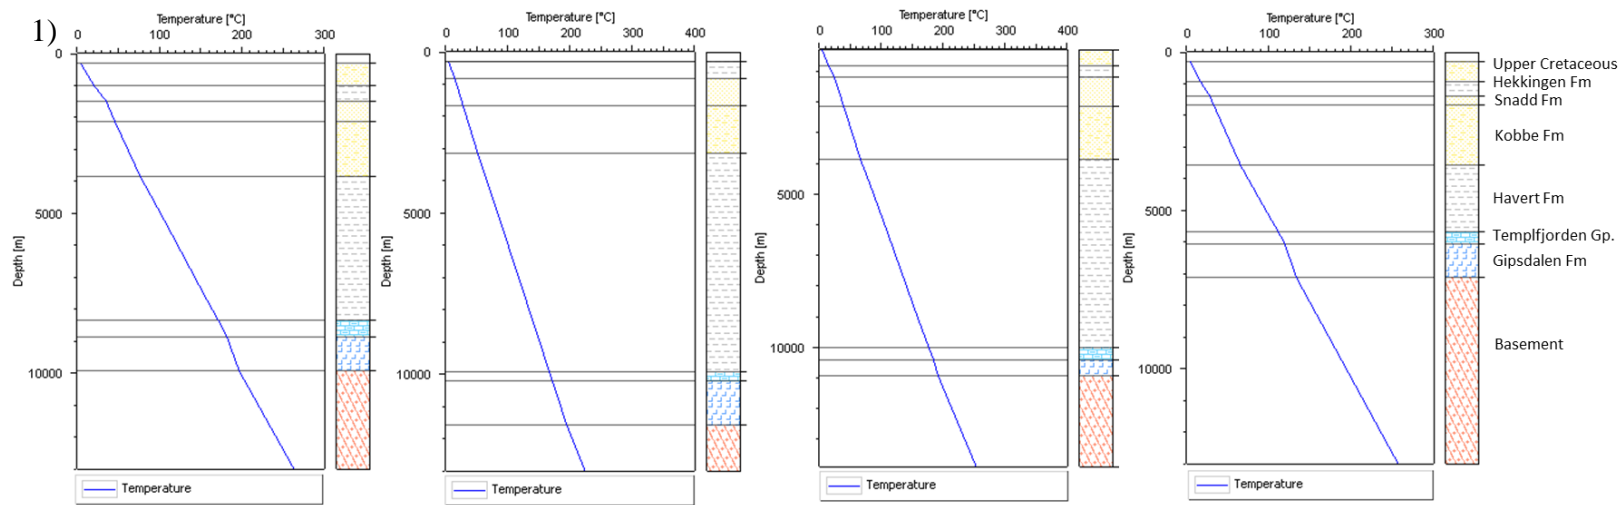 1)
Temperature [°C]
0 100 200 300
0
5000
10000
Depth [m]
Temperature
Temperature [°C]
0 100 200 300 400
0
5000
10000
Depth [m]
Temperature
Temperature [°C]
0 100 200 300 400
0
5000
10000
Depth [m]
Temperature
Temperature [°C]
0 100 200 300
0
5000
10000
Depth [m]
Temperature
Upper Cretaceous
Hekkingen Fm
Snadd Fm
Kobbe Fm
Havert Fm
Templfjorden Gp.
Gipsdalen Fm
Basement